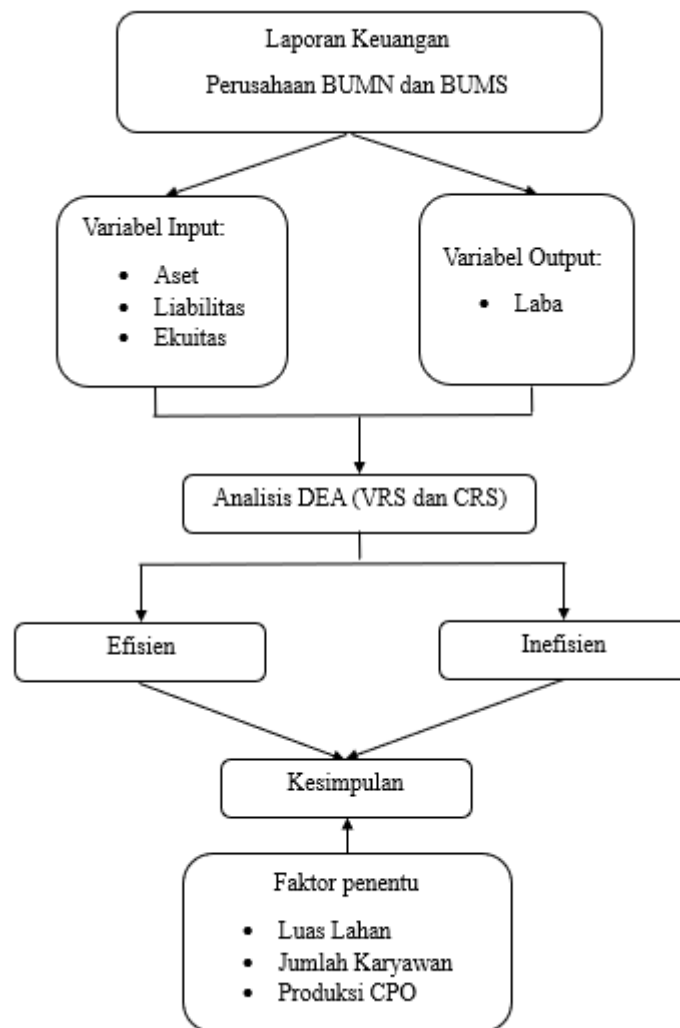 Laporan Keuangan
Perusahaan BUMN dan BUMS
Variabel Input:
• Aset
• Liabilitas
• Ekuitas
Variabel Output:
• Laba
Analisis DEA (VRS dan CRS)
Efisien
Inefisien
Kesimpulan
Faktor penentu
• Luas Lahan
• Jumlah Karyawan
• Produksi CPO